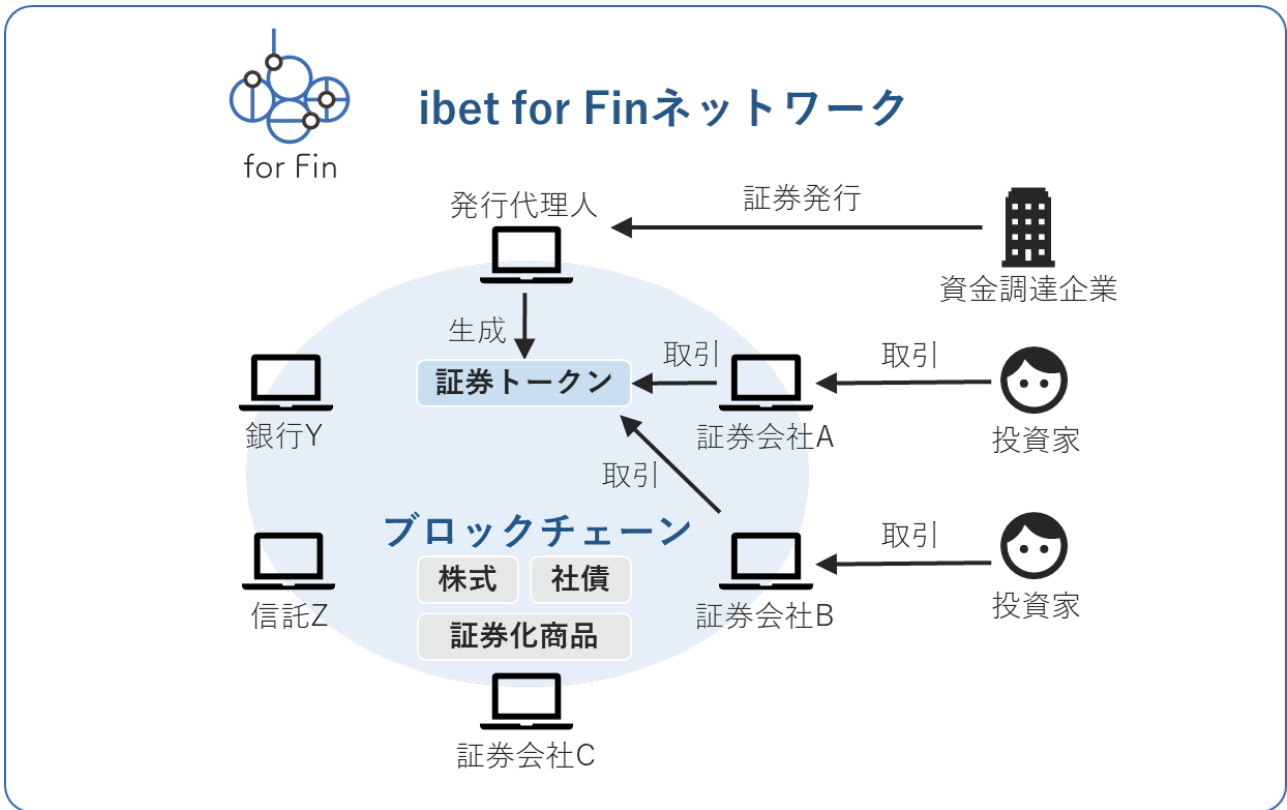 ibet for Finネットワーク
for Fin
発行代理人
証券発行
資金調達企業
生成
証券トークン
取引
取引
銀行Y
証券会社A
投資家
取引
ブロックチェーン
取引
株式
社債
信託Z
証券会社B
投資家
証券化商品
証券会社C